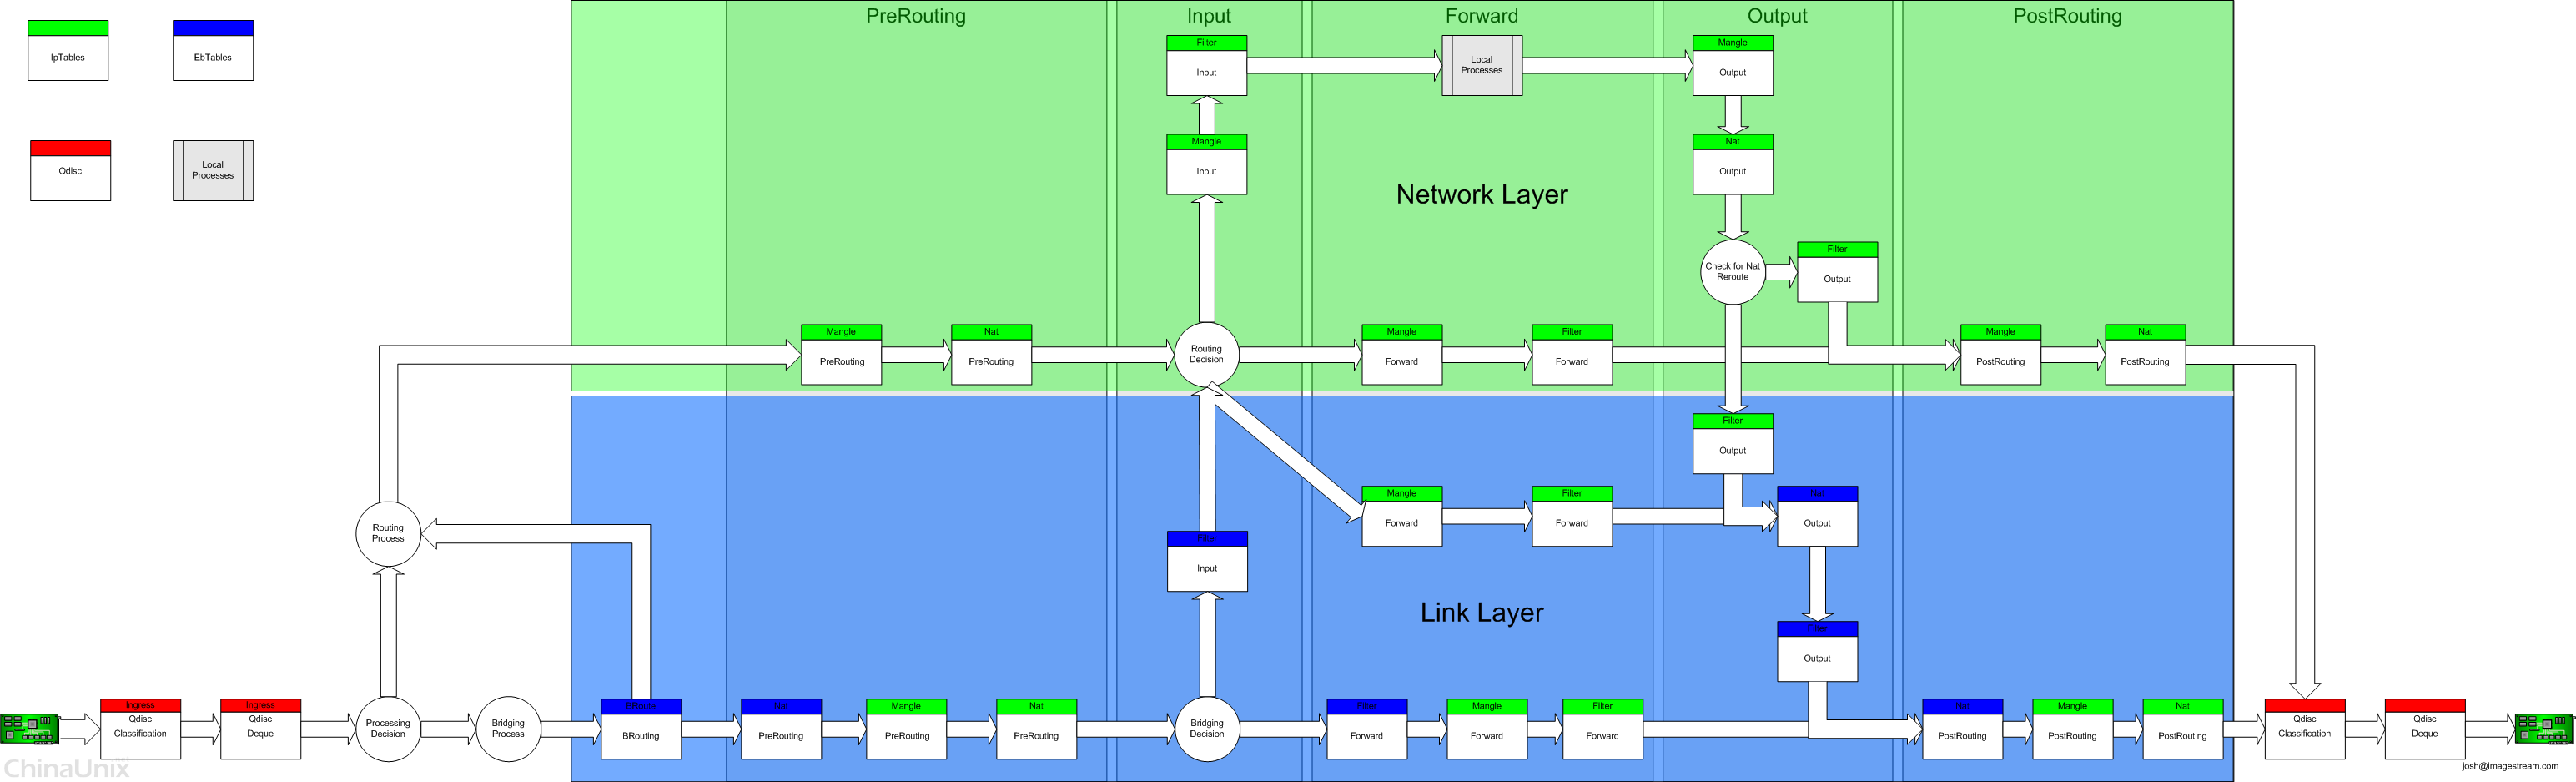 PreRouting
Input
Forward
Output
PostRouting
IpTables
EbTables
Qdisc
Local
Processes
Filter
Input
Local
Processes
Mangle
Output
Mangle
Input
Nat
Output
Network Layer
Check for Nat
Reroute
Filter
Output
Mangle
PreRouting
Nat
PreRouting
Routing
Decision
Mangle
Forward
Filter
Forward
Mangle
PostRouting
Nat
PostRouting
Filter
Output
Routing
Process
Filter
Input
Mangle
Forward
Filter
Forward
Nat
Output
Link Layer
Filter
Output
Ingress
Qdisc
Classification
Ingress
Qdisc
Deque
Processing
Decision
Bridging
Process
BRoute
BRouting
Nat
PreRouting
Mangle
PreRouting
Nat
PreRouting
Bridging
Decision
Filter
Forward
Mangle
Forward
Filter
Forward
Nat
PostRouting
Mangle
PostRouting
Nat
PostRouting
Qdisc
Classification
Qdisc
Deque
ChinaUnix
josh@imagestream.com